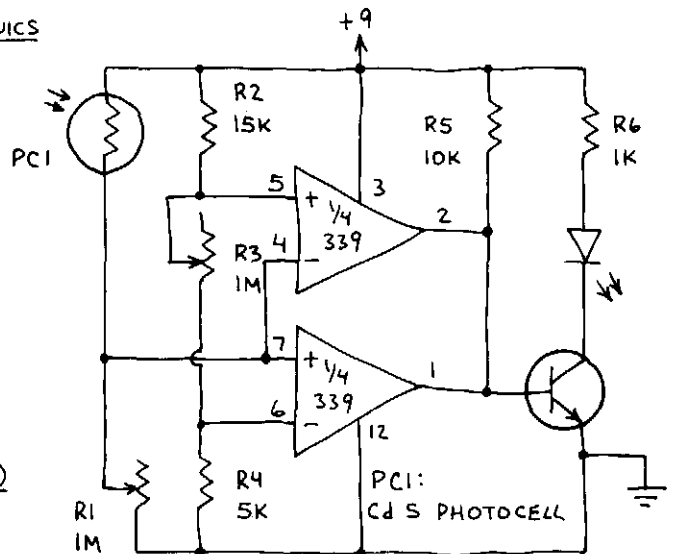 +9
R2
15K
R5
10K
R6
1K
PC1
5
+
1/4
339
3
2
4
-
R3
1M
7
+
1/4
339
1
6
-
12
R4
5K
PC1:
CdS PHOTOCELL
R1
1M